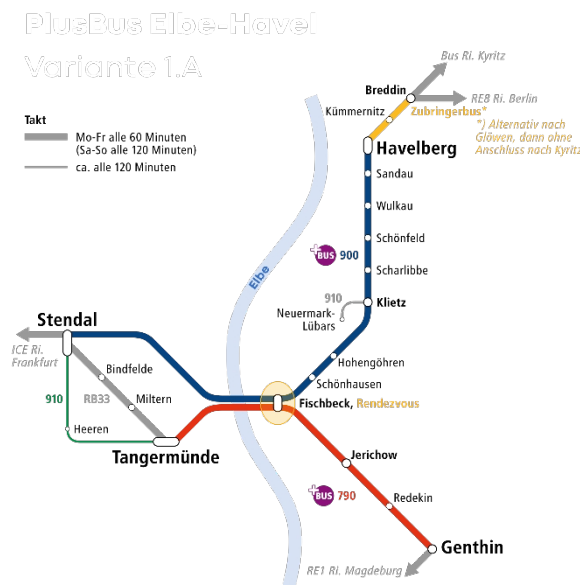 PlusBus Elbe-Havel
Variante 1.A
Takt
Mo-Fr alle 60 Minuten
(Sa-So alle 120 Minuten)
ca. alle 120 Minuten
Bus Ri. Kyritz
Breddin
RE8 Ri. Berlin
Kümmernitz
Zubringerbus*
*) Alternativ nach
Glöwen, dann ohne
Anschluss nach Kyritz
Havelberg
Sandau
Wulkau
Schönfeld
+BUS 900
Scharlibbe
Elbe
910
Klietz
Neuermark-
Lübars
Stendal
ICE Ri.
Frankfurt
Hohengöhren
Bindfelde
Schönhausen
910
RB33
Miltern
Fischbeck, Rendezvous
Heeren
Tangermünde
Jerichow
+BUS 790
Redekin
Genthin
RE1 Ri. Magdeburg